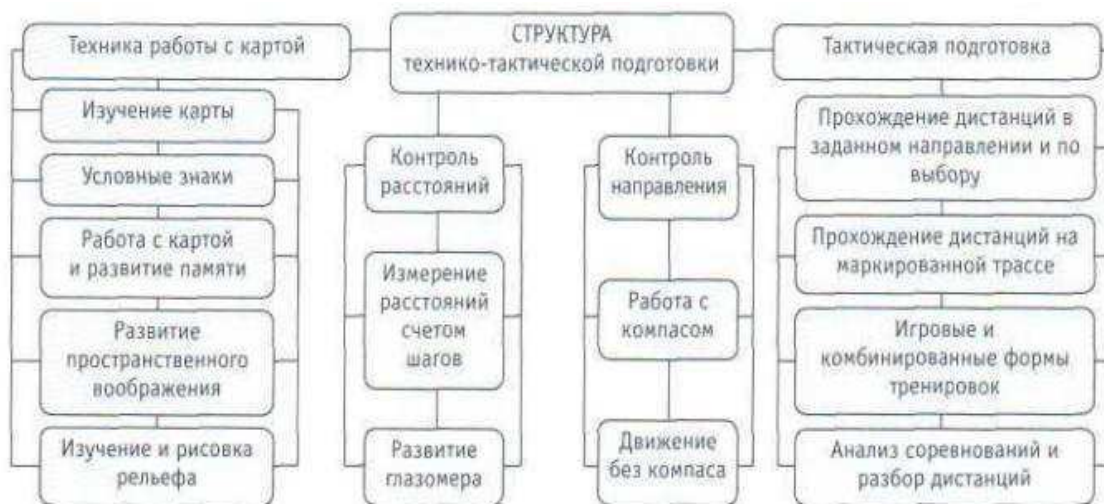 Техника работы с картой
СТРУКТУРА
технико-тактической подготовки
Тактическая подготовка
Изучение карты
Условные знаки
Работа с картой
и развитие памяти
Развитие
пространственного
воображения
Изучение и рисовка
рельефа
Контроль
расстояний
Измерение
расстояний
счетом
шагов
Развитие
глазомера
Контроль
направления
Работа с
компасом
Движение
без компаса
Прохождение дистанций в
заданном направлении и по
выбору
Прохождение дистанций на
маркированной трассе
Игровые и
комбинированные формы
тренировок
Анализ соревнований и
разбор дистанций